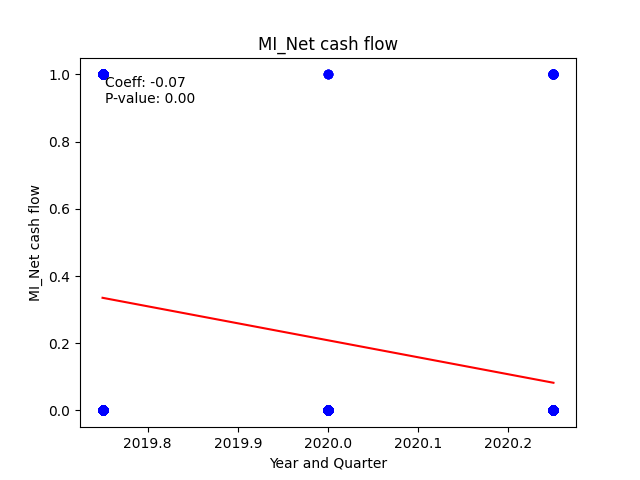 MI_Net cash flow
1.0
Coeff: -0.07
P-value: 0.00
0.8
0.6
0.4
0.2
0.0
MI_Net cash flow
2019.8 2019.9 2020.0 2020.1 2020.2
Year and Quarter